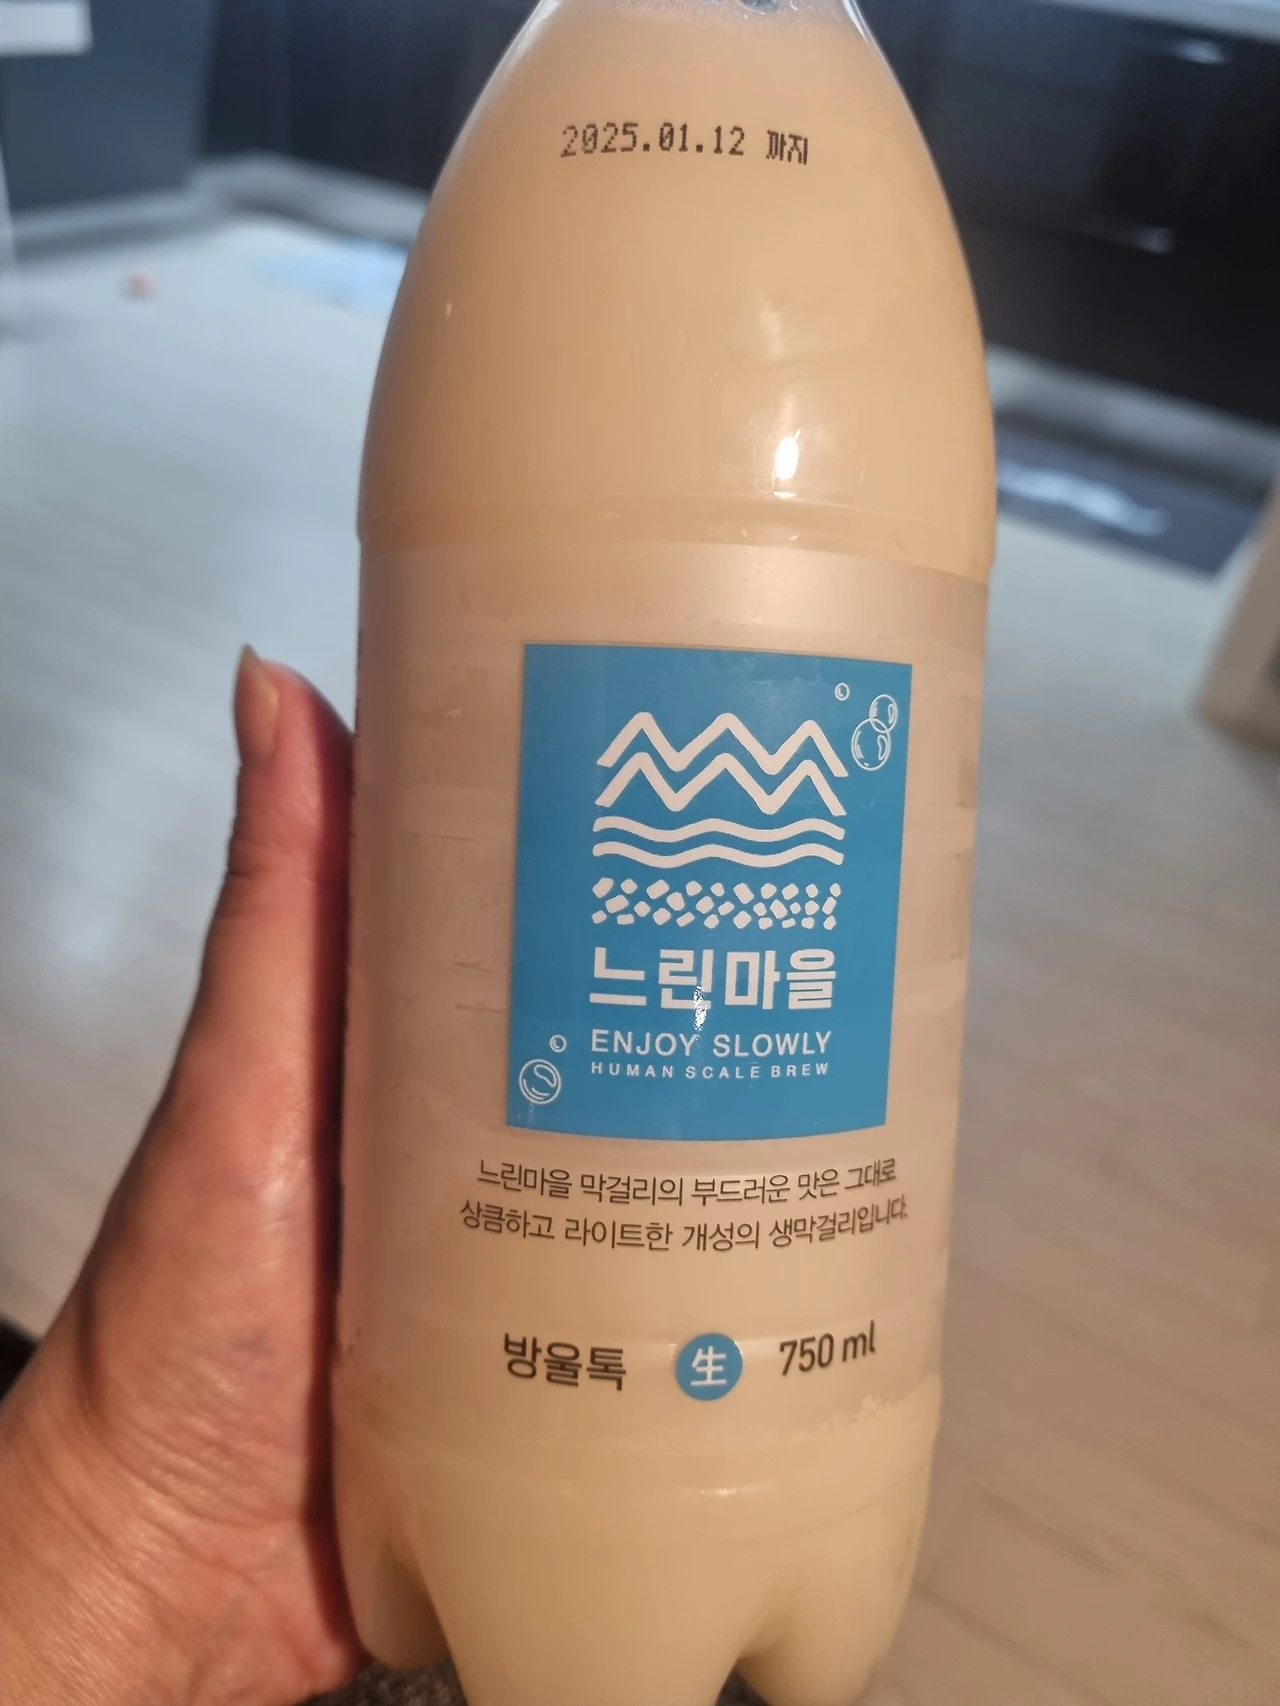 2025.01.12 까지
느린마을
ENJOY SLOWLY
HUMAN SCALE BREW
느린마을 막걸리의 부드러운 맛은 그대로
상큼하고 라이트한 개성의 생막걸리입니다.
방울톡 生 750 ml